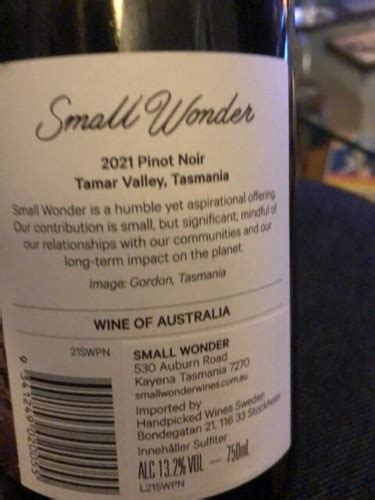 Small Wonder
2021 Pinot Noir
Tamar Valley, Tasmania
Small Wonder is a humble yet aspirational offering.
Our contribution is small, but significant; mindful of
our relationships with our communities and our
long-term impact on the planet.
Image: Gordon, Tasmania
WINE OF AUSTRALIA
21SWPN
SMALL WONDER
530 Auburn Road
Kayena Tasmania 7270
smallwonderwines.com.au
Imported by
Handpicked Wines Sweden
Bondegatan 21, 116 33 Stockholm
Innehåller Sulfiter
ALC 13.2% VOL — 750ml
L21SWPN